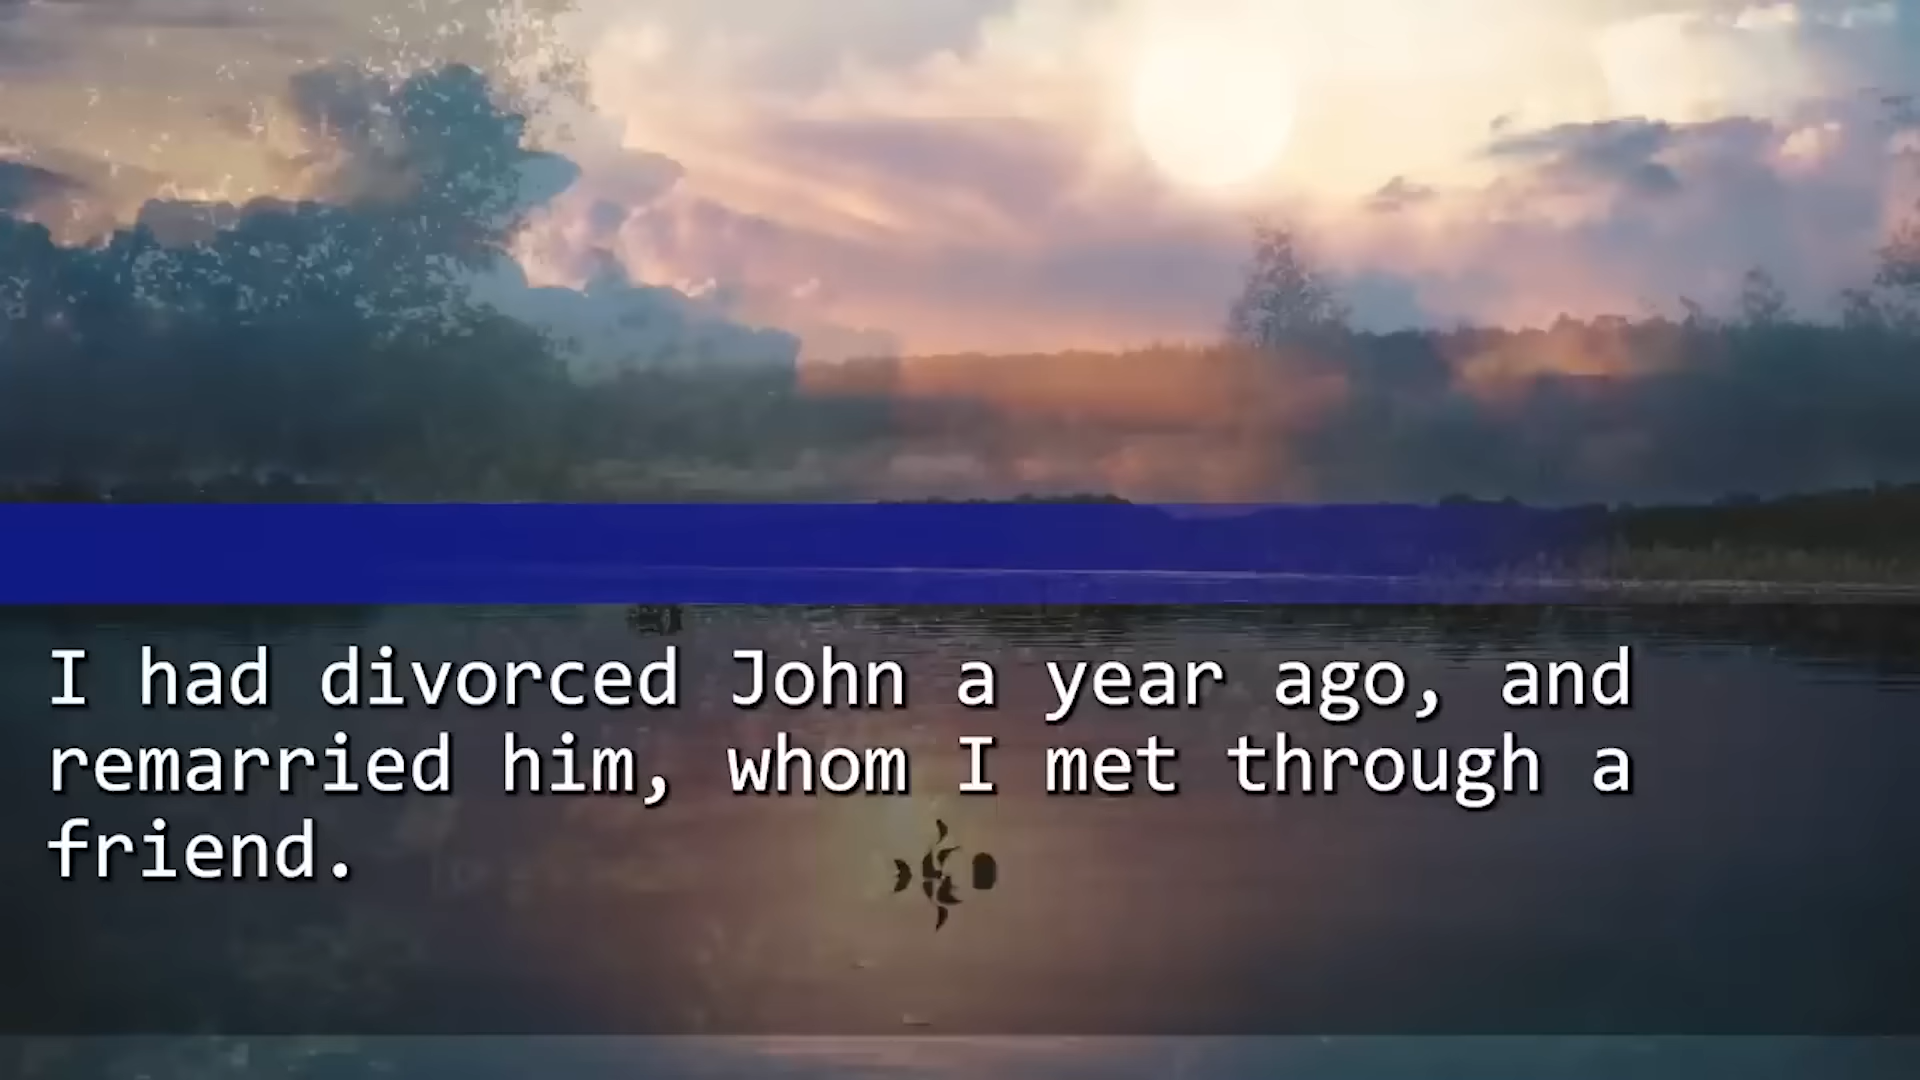 I had divorced John a year ago, and
remarried him, whom I met through a
friend.